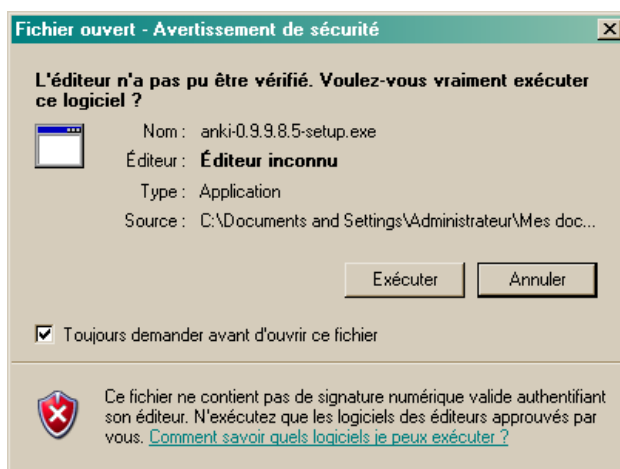 Fichier ouvert - Avertissement de sécurité
L'éditeur n'a pas pu être vérifié. Voulez-vous vraiment exécuter
ce logiciel ?
Nom : anki-0.9.9.8.5-setup.exe
Éditeur : Éditeur inconnu
Type : Application
Source : C:\Documents and Settings\Administrateur\Mes doc...
Exécuter Annuler
Toujours demander avant d'ouvrir ce fichier
Ce fichier ne contient pas de signature numérique valide authentifiant
son éditeur. N'exécutez que les logiciels des éditeurs approuvés par
vous. Comment savoir quels logiciels je peux exécuter ?